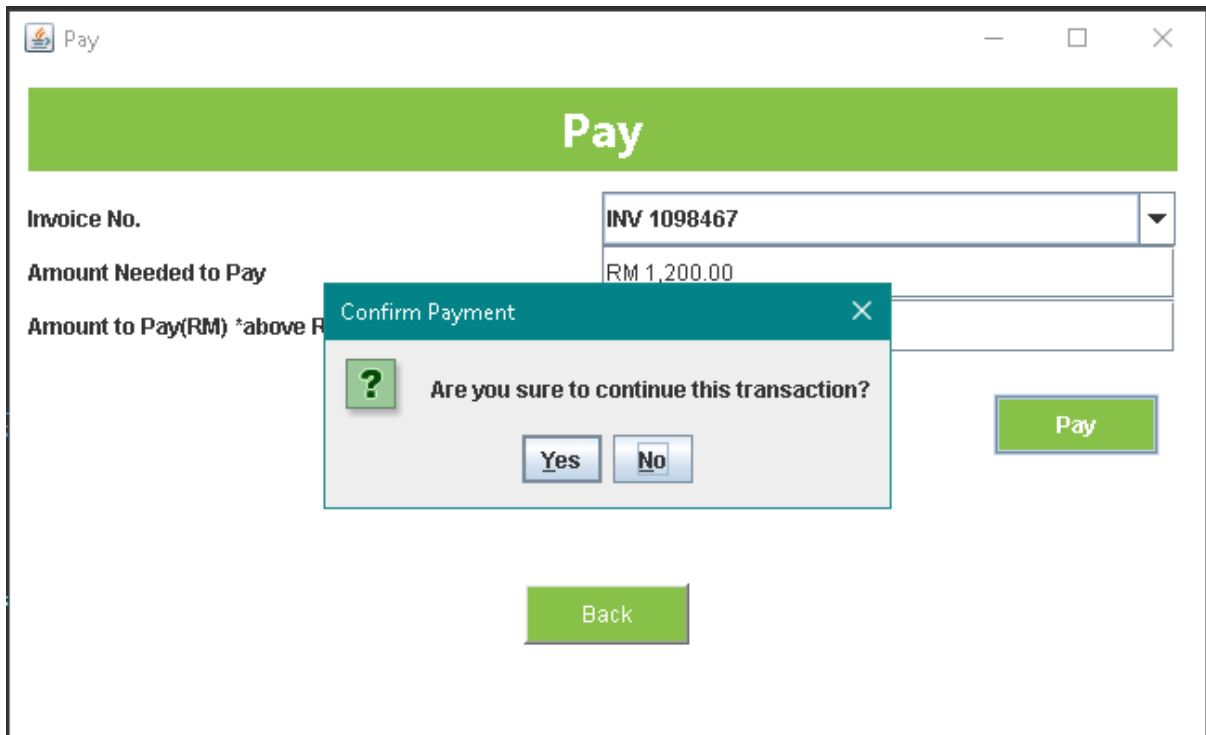 Pay
Pay
Invoice No.
INV 1098467
Amount Needed to Pay
RM 1,200.00
Amount to Pay(RM) *above R
Confirm Payment
?
Are you sure to continue this transaction?
Yes
No
Pay
Back